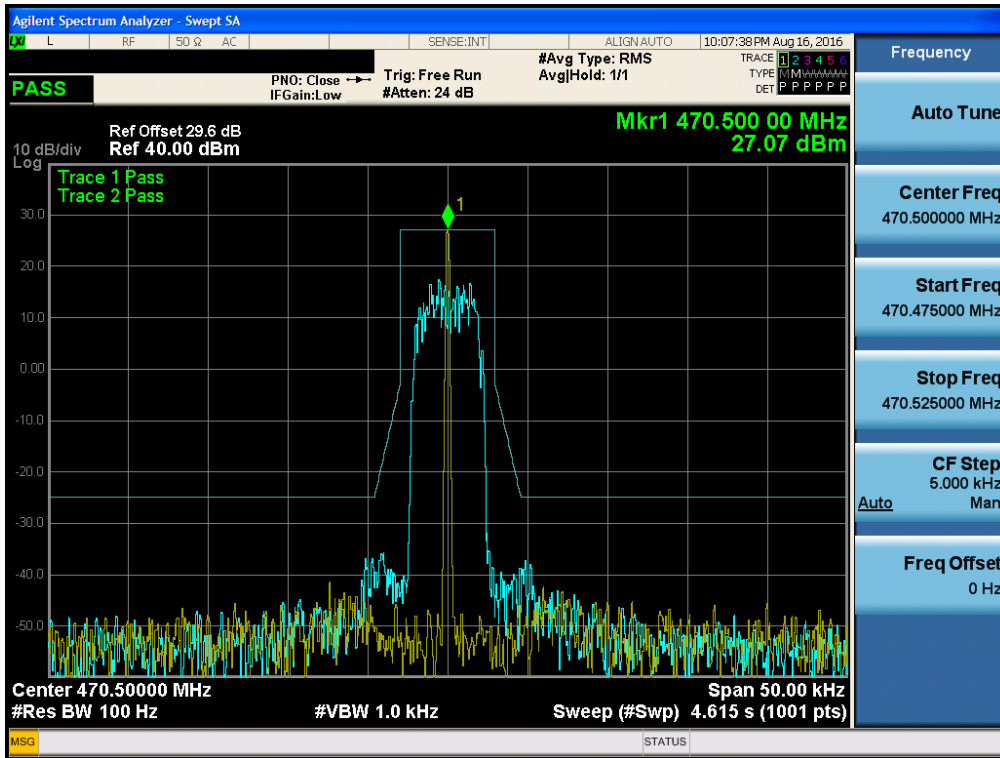 Agilent Spectrum Analyzer - Swept SA
LXI L RF 50 Ω AC SENSE:INT ALIGN AUTO 10:07:38 PM Aug 16, 2016
PASS
PNO: Close
IFGain:Low
Trig: Free Run
#Atten: 24 dB
#Avg Type: RMS
Avg|Hold: 1/1
TRACE 1 2 3 4 5 6
TYPE M M W W W W
DET P P P P P P
Ref Offset 29.6 dB
10 dB/div Ref 40.00 dBm
Log
Mkr1 470.500 00 MHz
27.07 dBm
Trace 1 Pass
Trace 2 Pass
1
30.0
20.0
10.0
0.00
-10.0
-20.0
-30.0
-40.0
-50.0
Center 470.50000 MHz Span 50.00 kHz
#Res BW 100 Hz #VBW 1.0 kHz Sweep (#Swp) 4.615 s (1001 pts)
MSG STATUS
Frequency
Auto Tune
Center Freq
470.500000 MHz
Start Freq
470.475000 MHz
Stop Freq
470.525000 MHz
CF Step
5.000 kHz
Auto Man
Freq Offset
0 Hz